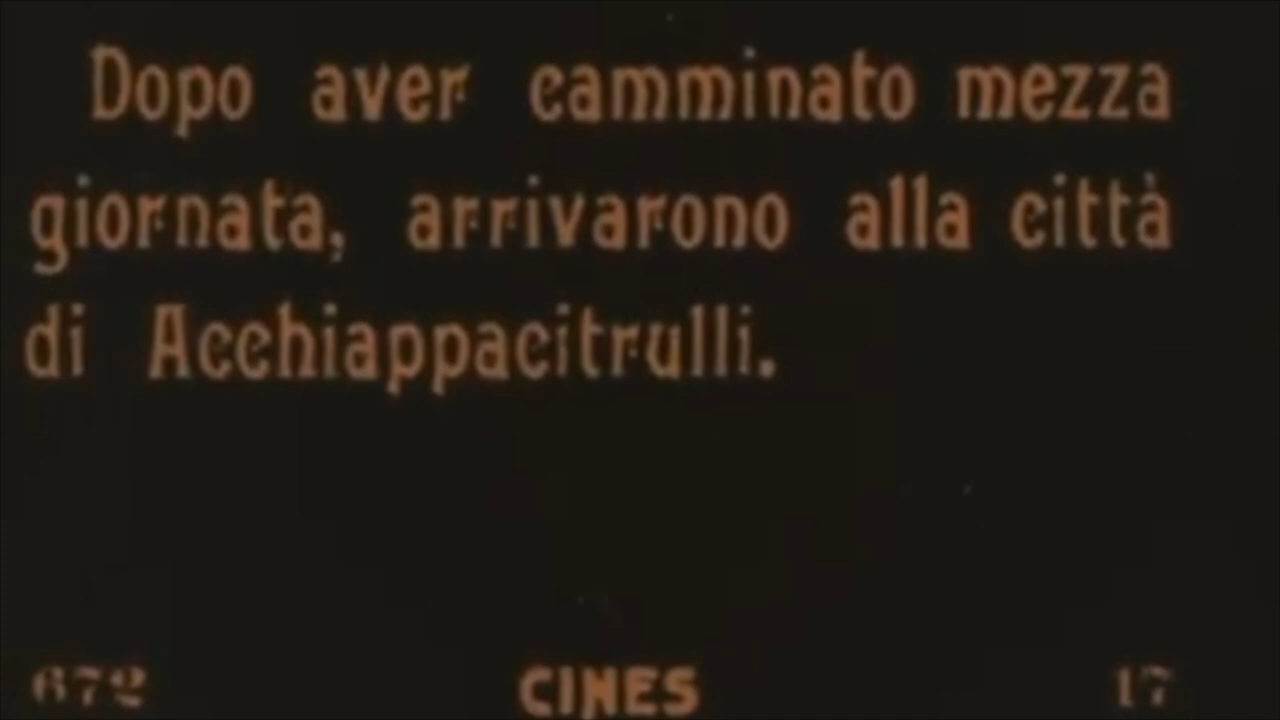 Dopo aver camminato mezza
giornata, arrivarono alla città
di Acchiappacitrulli.
672 CINES 17